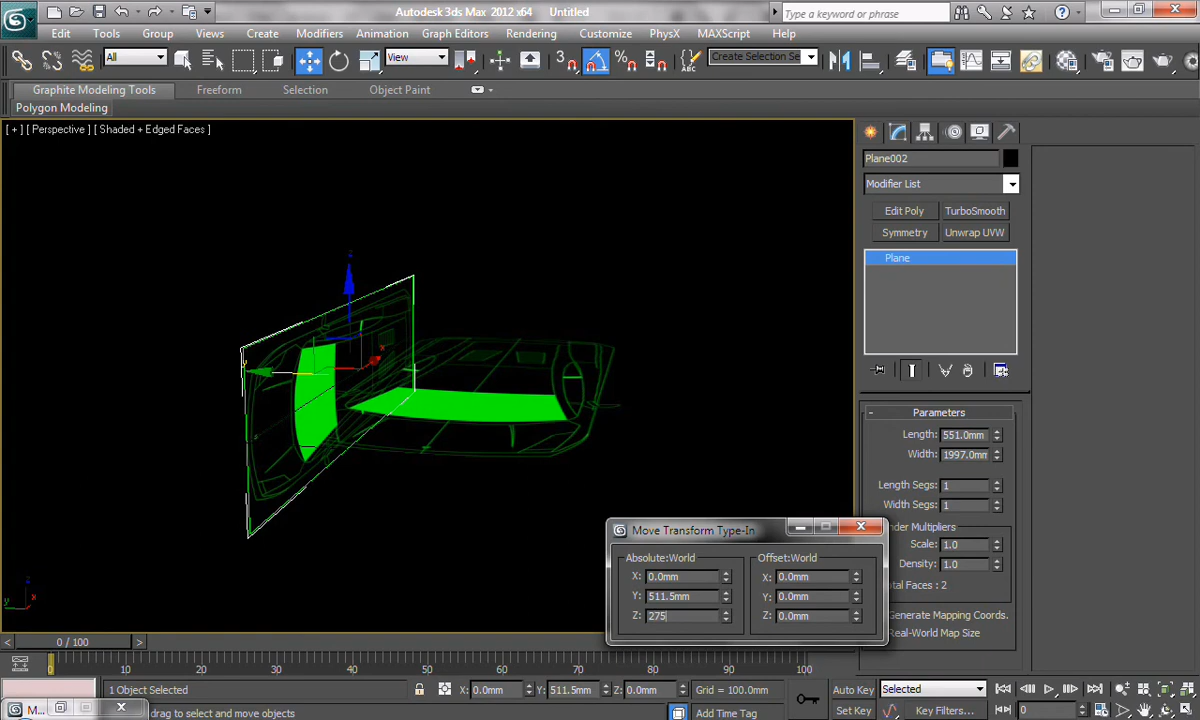 Autodesk 3ds Max 2012 x64 Untitled
Type a keyword or phrase
Edit Tools Group Views Create Modifiers Animation Graph Editors Rendering Customize PhysX MAXScript Help
All View 3 Create Selection Se
Graphite Modeling Tools Freeform Selection Object Paint
Polygon Modeling
[ + ] [ Perspective ] [ Shaded + Edged Faces ]
Plane002
Modifier List
Edit Poly TurboSmooth
Symmetry Unwrap UVW
Plane
z
x
y
Parameters
Length: 551.0mm
Width: 1997.0mm
Length Segs: 1
Width Segs: 1
nder Multipliers
Scale: 1.0
Density: 1.0
otal Faces : 2
Generate Mapping Coords.
Real-World Map Size
Move Transform Type-In
Absolute:World Offset:World
X: 0.0mm X: 0.0mm
Y: 511.5mm Y: 0.0mm
Z: 275 Z: 0.0mm
z
y x
< 0 / 100 >
0 10 20 30 40 50 60 70 80 90 100
1 Object Selected X: 0.0mm Y: 511.5mm Z: 0.0mm Grid = 100.0mm Auto Key Selected
M... drag to select and move objects Add Time Tag Set Key Key Filters... 0